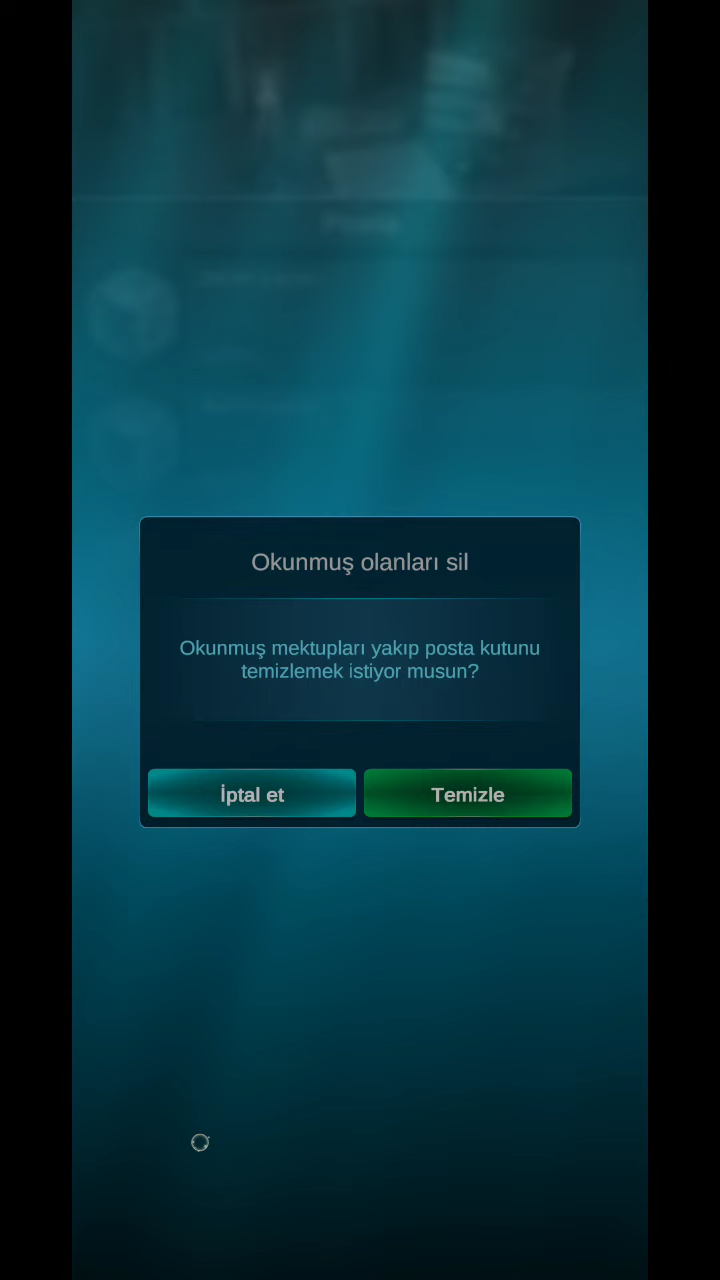 Okunmuş olanları sil
Okunmuş mektupları yakıp posta kutunu
temizlemek istiyor musun?
İptal et
Temizle